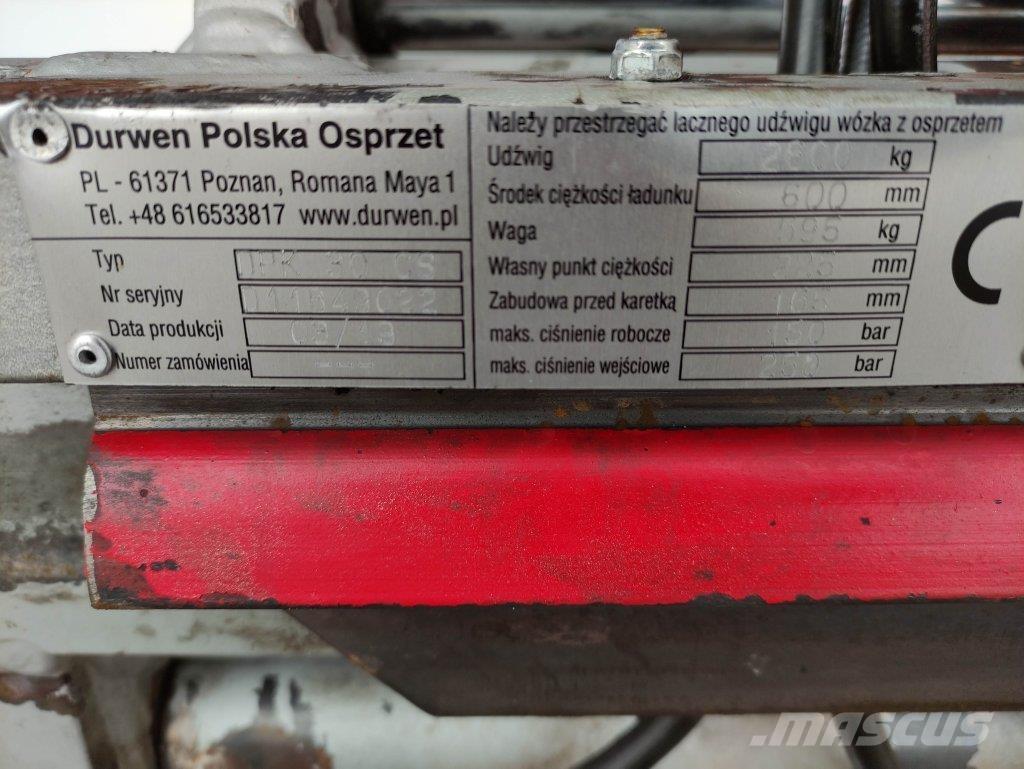 Durwen Polska Osprzet
PL - 61371 Poznan, Romana Maya 1
Tel. +48 616533817 www.durwen.pl
Typ
Nr seryjny
Data produkcji
Numer zamówienia
Należy przestrzegać łacznego udźwigu wózka z osprzetem
Udźwig kg
Środek ciężkości ładunku 600 mm
Waga kg
Własny punkt ciężkości mm
Zabudowa przed karetką mm
maks. ciśnienie robocze bar
maks. ciśnienie wejściowe bar
MASCUS